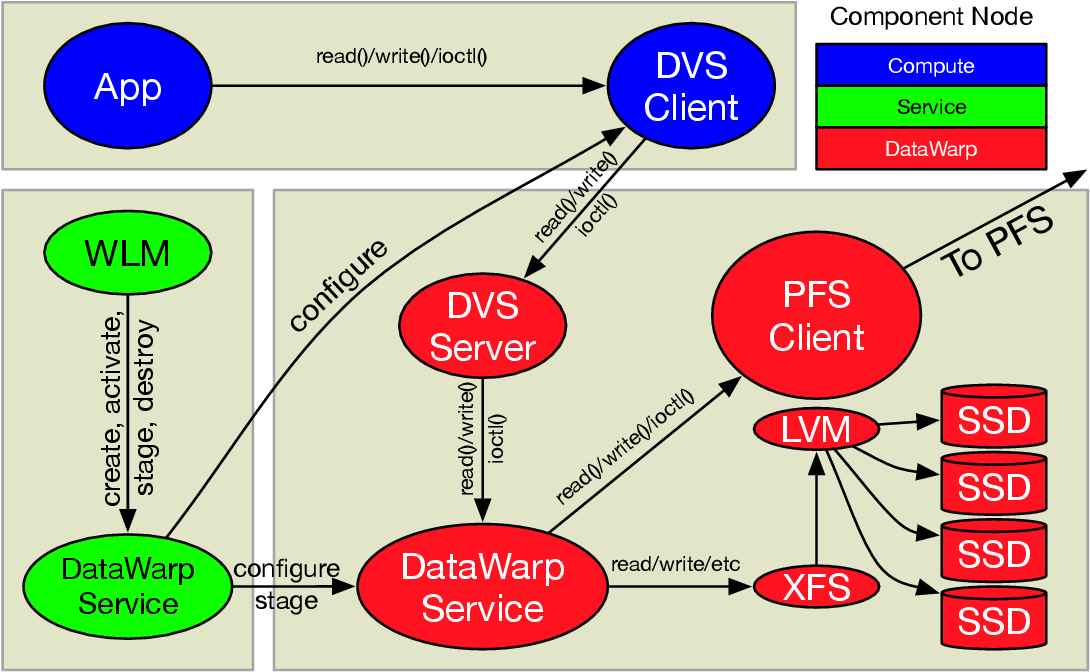 Component Node
Compute
Service
DataWarp
App
read()/write()/ioctl()
DVS
Client
read()/write()
ioctl()
configure
WLM
create, activate,
stage, destroy
DataWarp
Service
configure
stage
DVS
Server
read()/write()
ioctl()
DataWarp
Service
read()/write()/ioctl()
PFS
Client
To PFS
read/write/etc
XFS
LVM
SSD
SSD
SSD
SSD